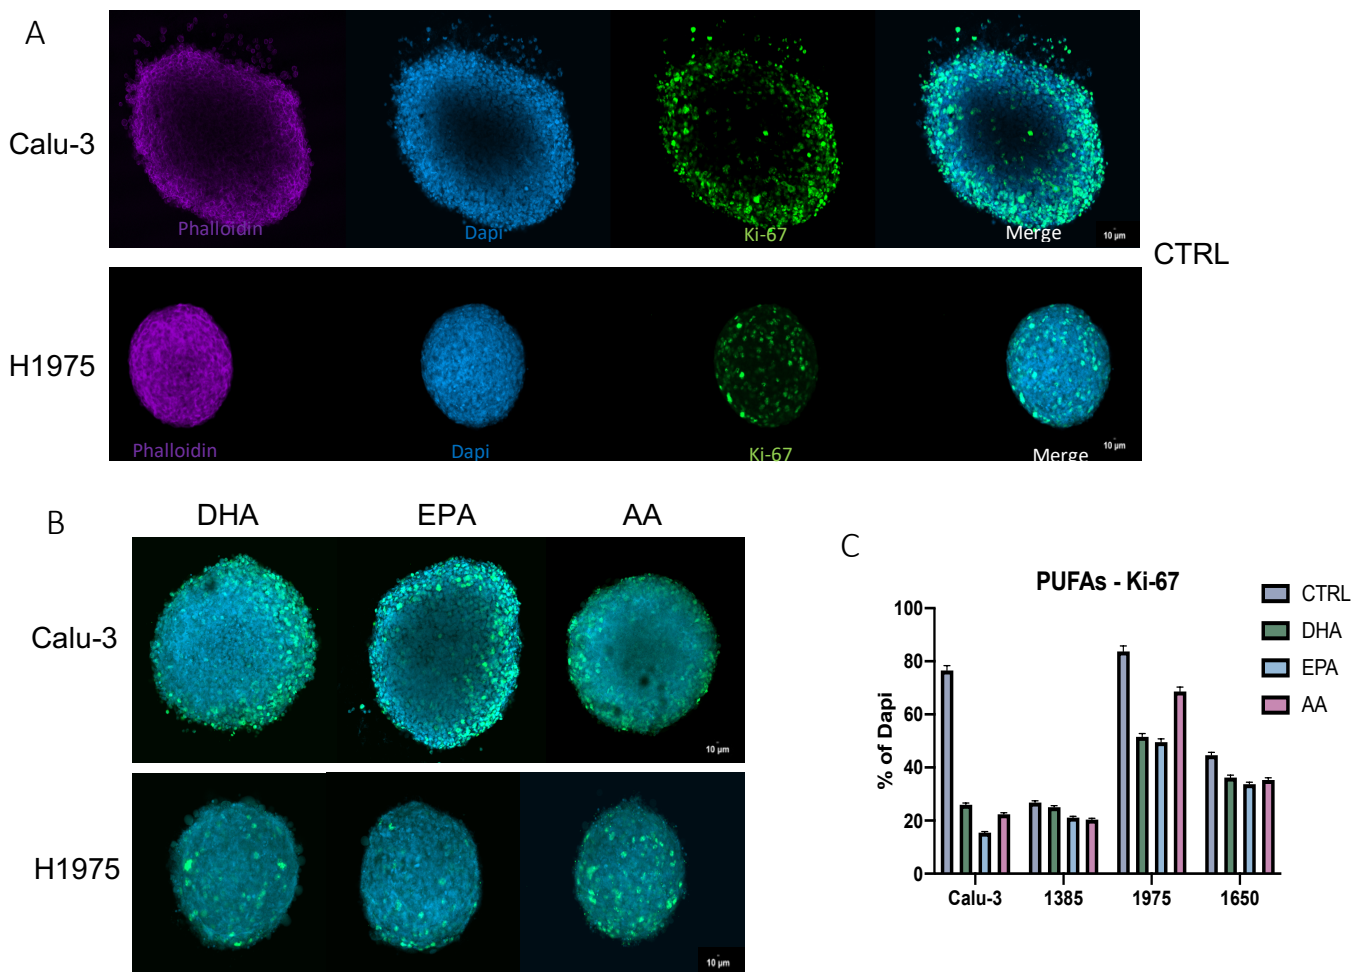 A
Calu-3
Phalloidin Dapi Ki-67 Merge 10 µm
CTRL
H1975
Phalloidin Dapi Ki-67 Merge 10 µm
B
DHA EPA AA
Calu-3
10 µm
H1975
10 µm
C
PUFAs - Ki-67
% of Dapi
100
80
60
40
20
0
Calu-3 1385 1975 1650
CTRL
DHA
EPA
AA